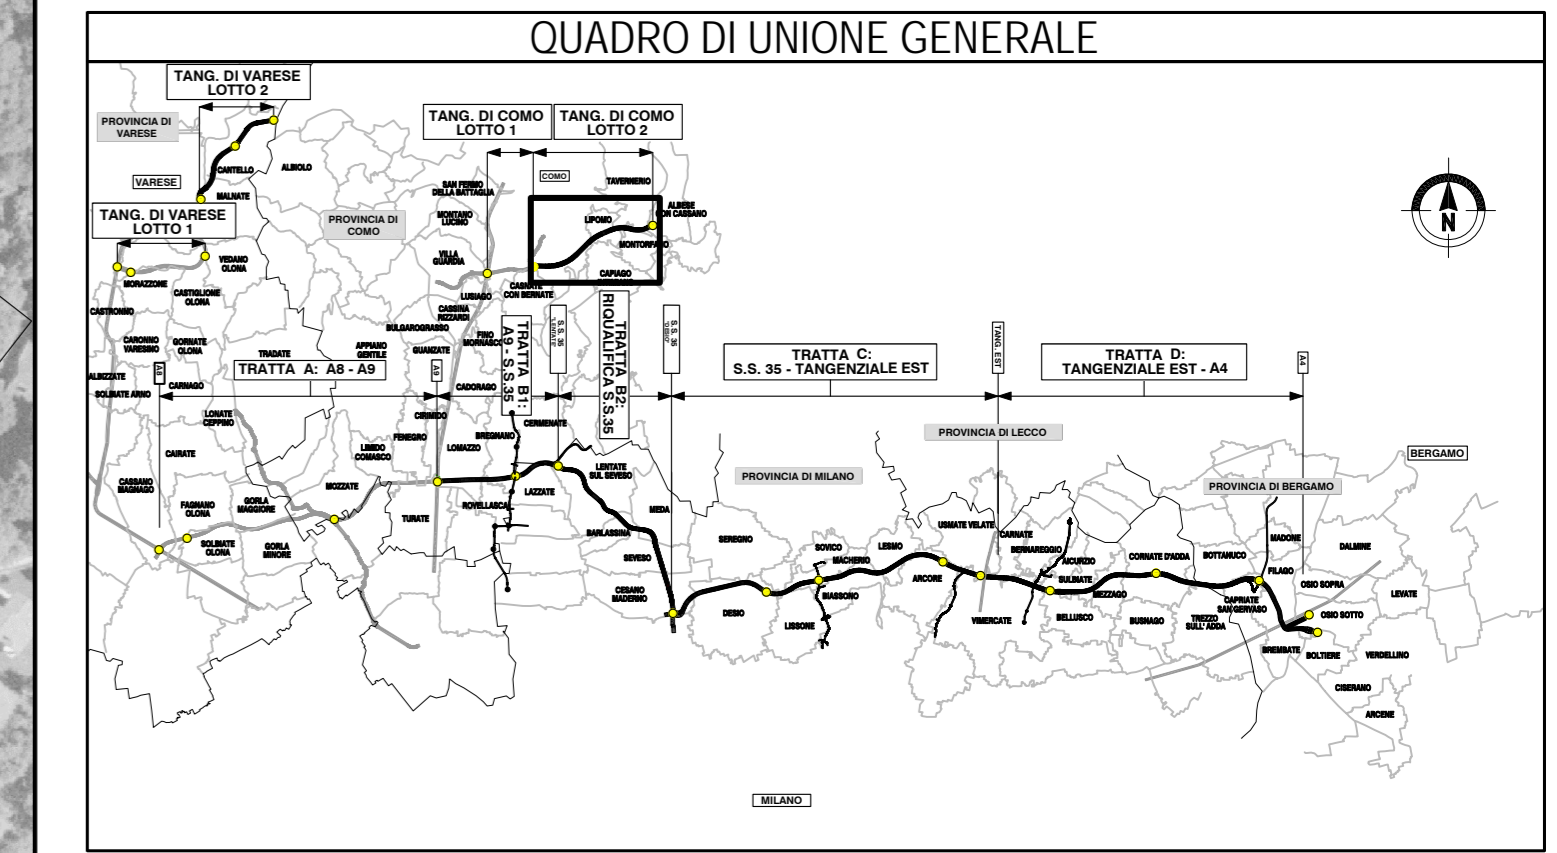 QUADRO DI UNIONE GENERALE
TANG. DI VARESE
LOTTO 2
PROVINCIA DI
VARESE
CANTELLO
ALBIOLO
VARESE
MALNATE
TANG. DI VARESE
LOTTO 1
VEDANO
OLONA
MORAZZONE
CASTIGLIONE
OLONA
CASTRONNO
CARONNO
VARESINO
GORNATE
OLONA
TRADATE
ALBIZZATE
CARNAGO
SOLBIATE ARNO
A8
TRATTA A: A8 - A9
LONATE
CEPPINO
CAIRATE
CASSANO
MAGNAGO
FAGNANO
OLONA
GORLA
MAGGIORE
SOLBIATE
OLONA
GORLA
MINORE
MOZZATE
LIMIDO
COMASCO
FENEGRO
CIRIMIDO
TURATE
PROVINCIA DI
COMO
TANG. DI COMO
LOTTO 1
TANG. DI COMO
LOTTO 2
COMO
SAN FERMO
DELLA BATTAGLIA
MONTANO
LUCINO
VILLA
GUARDIA
TAVERNERIO
ALBESE
CON CASSANO
LIPOMO
MONTORFANO
CAPIAGO
CASNATE
CON BERNATE
LUSIAGO
CASSINA
RIZZARDI
BULGAROGRASSO
FINO
MORNASCO
APPIANO
GENTILE
GUANZATE
A9
CADORAGO
TRATTA B1:
A9 - S.S.35
S.S. 35
"LENTATE"
TRATTA B2:
RIQUALIFICA S.S.35
S.S. 35
"DESIO"
TRATTA C:
S.S. 35 - TANGENZIALE EST
TANG. EST
TRATTA D:
TANGENZIALE EST - A4
A4
N
CERMENATE
BREGNANO
LOMAZZO
LENTATE
SUL SEVESO
LAZZATE
ROVELLASCA
MEDA
BARLASSINA
SEVESO
CESANO
MADERNO
PROVINCIA DI LECCO
PROVINCIA DI MILANO
PROVINCIA DI BERGAMO
BERGAMO
SEREGNO
DESIO
LISSONE
SOVICO
MACHERIO
BIASSONO
LESMO
ARCORE
USMATE VELATE
CARNATE
BERNAREGGIO
AICURZIO
SULBIATE
MEZZAGO
VIMERCATE
BELLUSCO
CORNATE D'ADDA
BUSNAGO
BOTTANUCO
TREZZO
SULL' ADDA
MADONE
FILAGO
CAPRIATE
SAN GERVASO
DALMINE
OSIO SOPRA
LEVATE
OSIO SOTTO
BREMBATE
BOLTIERE
VERDELLINO
CISERANO
ARCENE
MILANO